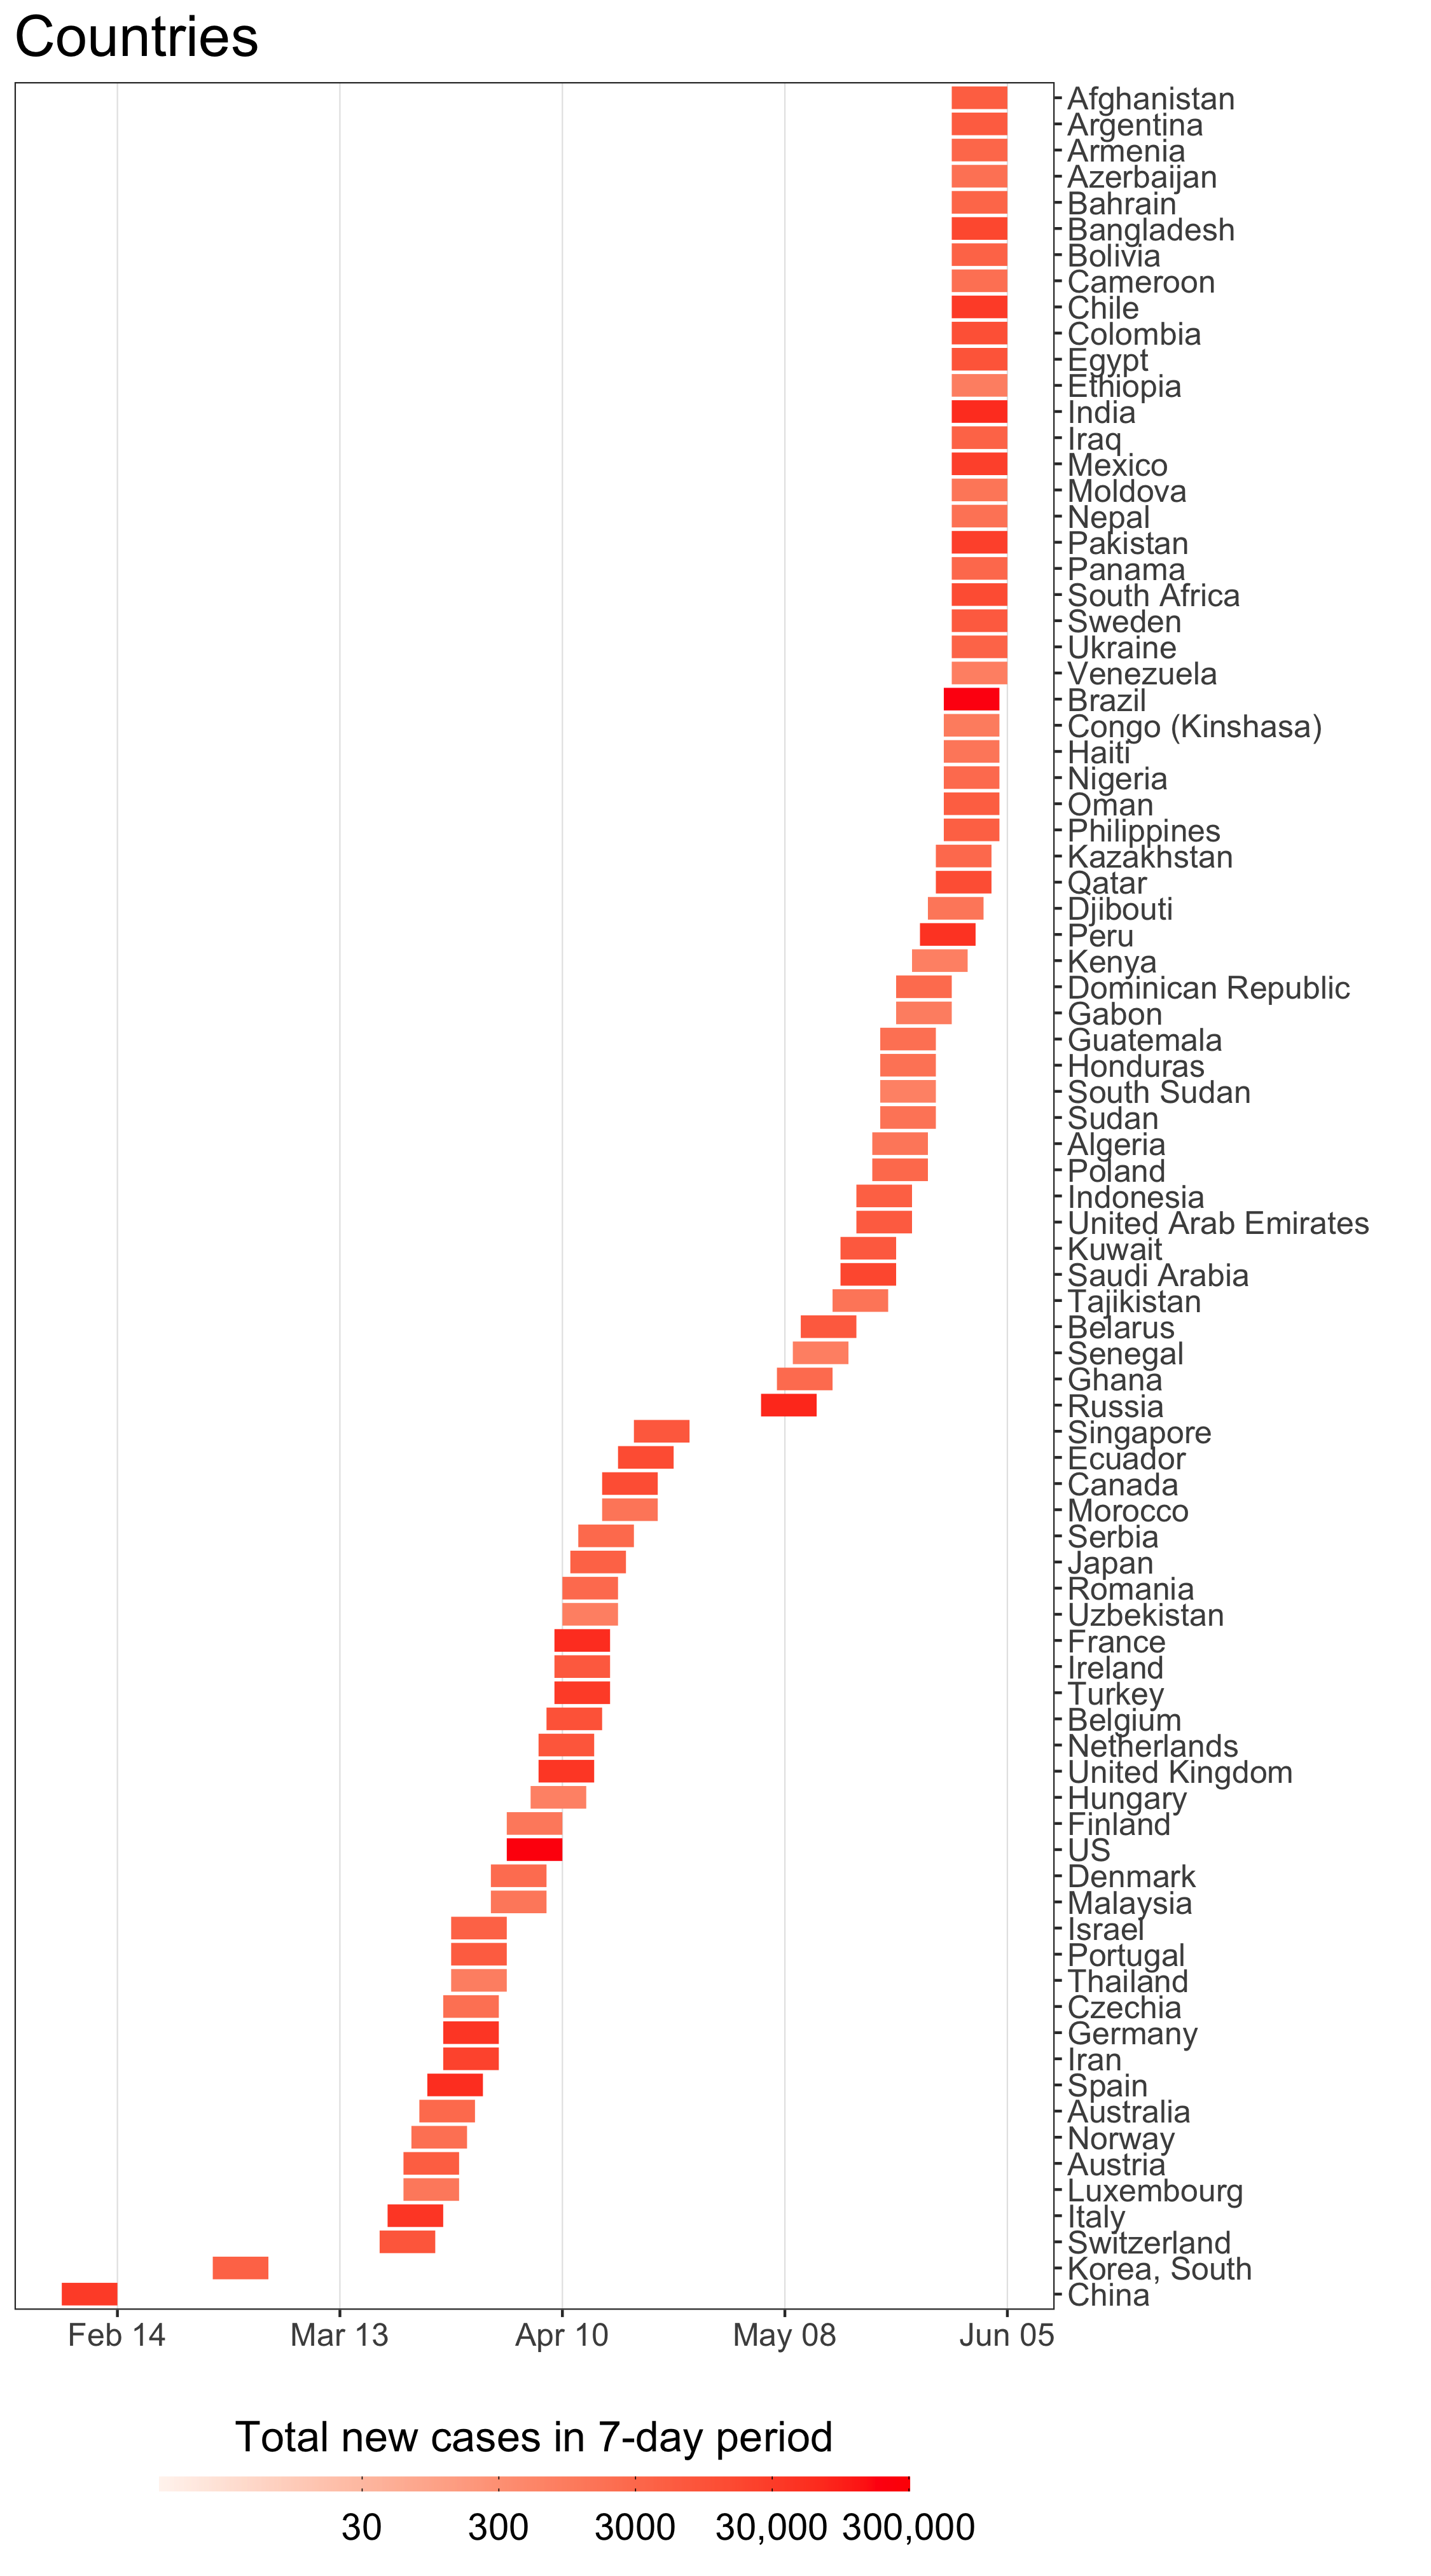 Countries
Afghanistan
Argentina
Armenia
Azerbaijan
Bahrain
Bangladesh
Bolivia
Cameroon
Chile
Colombia
Egypt
Ethiopia
India
Iraq
Mexico
Moldova
Nepal
Pakistan
Panama
South Africa
Sweden
Ukraine
Venezuela
Brazil
Congo (Kinshasa)
Haiti
Nigeria
Oman
Philippines
Kazakhstan
Qatar
Djibouti
Peru
Kenya
Dominican Republic
Gabon
Guatemala
Honduras
South Sudan
Sudan
Algeria
Poland
Indonesia
United Arab Emirates
Kuwait
Saudi Arabia
Tajikistan
Belarus
Senegal
Ghana
Russia
Singapore
Ecuador
Canada
Morocco
Serbia
Japan
Romania
Uzbekistan
France
Ireland
Turkey
Belgium
Netherlands
United Kingdom
Hungary
Finland
US
Denmark
Malaysia
Israel
Portugal
Thailand
Czechia
Germany
Iran
Spain
Australia
Norway
Austria
Luxembourg
Italy
Switzerland
Korea, South
China
Feb 14 Mar 13 Apr 10 May 08 Jun 05
Total new cases in 7-day period
30 300 3000 30,000 300,000